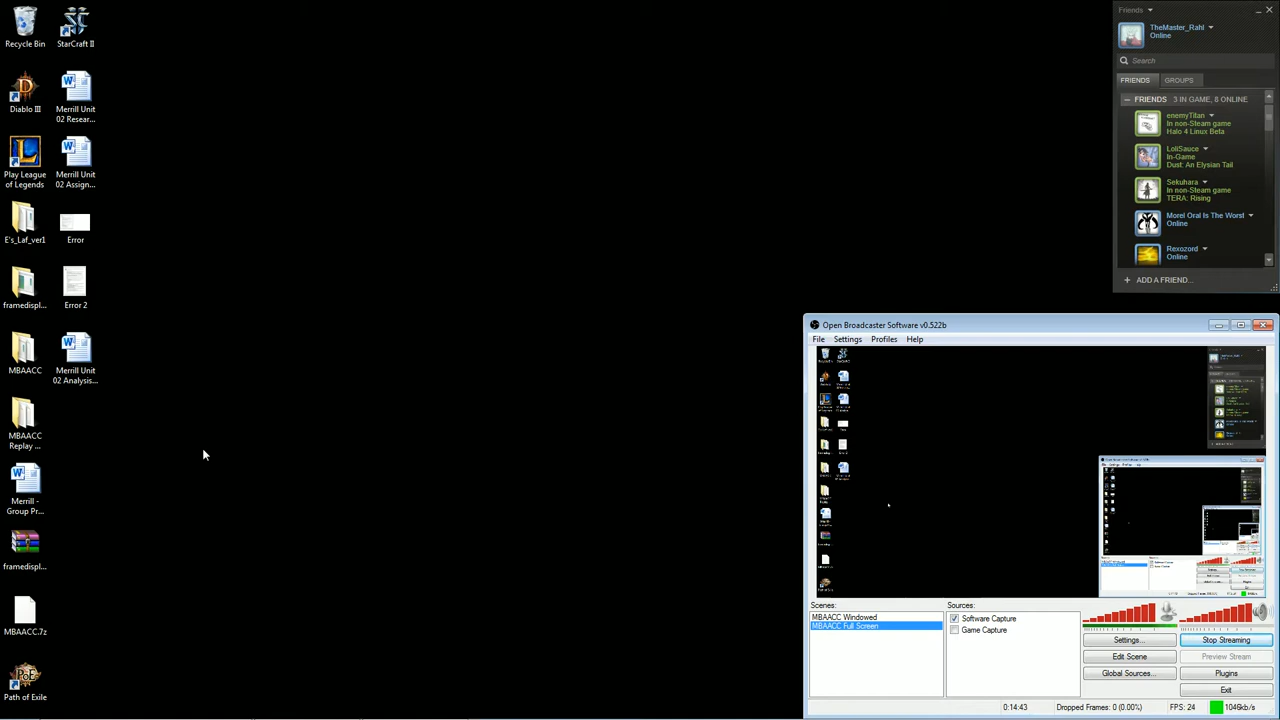 Recycle Bin
StarCraft II
Diablo III
Merrill Unit
02 Resear...
Play League
of Legends
Merrill Unit
02 Assign...
E's_Laf_ver1
Error
framedispl...
Error 2
MBAACC
Merrill Unit
02 Analysis...
MBAACC
Replay ...
Merrill -
Group Pr...
framedispl...
MBAACC.7z
Path of Exile
Friends
TheMaster_Rahl
Online
Search
FRIENDS
GROUPS
FRIENDS 3 IN GAME, 8 ONLINE
enemyTitan
In non-Steam game
Halo 4 Linux Beta
LoliSauce
In-Game
Dust: An Elysian Tail
Sekuhara
In non-Steam game
TERA: Rising
Morel Oral Is The Worst
Online
Rexozord
Online
+ ADD A FRIEND...
Open Broadcaster Software v0.522b
File Settings Profiles Help
Scenes:
MBAACC Windowed
MBAACC Full Screen
Sources:
Software Capture
Game Capture
Settings...
Stop Streaming
Edit Scene
Preview Stream
Global Sources...
Plugins
Exit
0:14:43
Dropped Frames: 0 (0.00%)
FPS: 24
1046kb/s